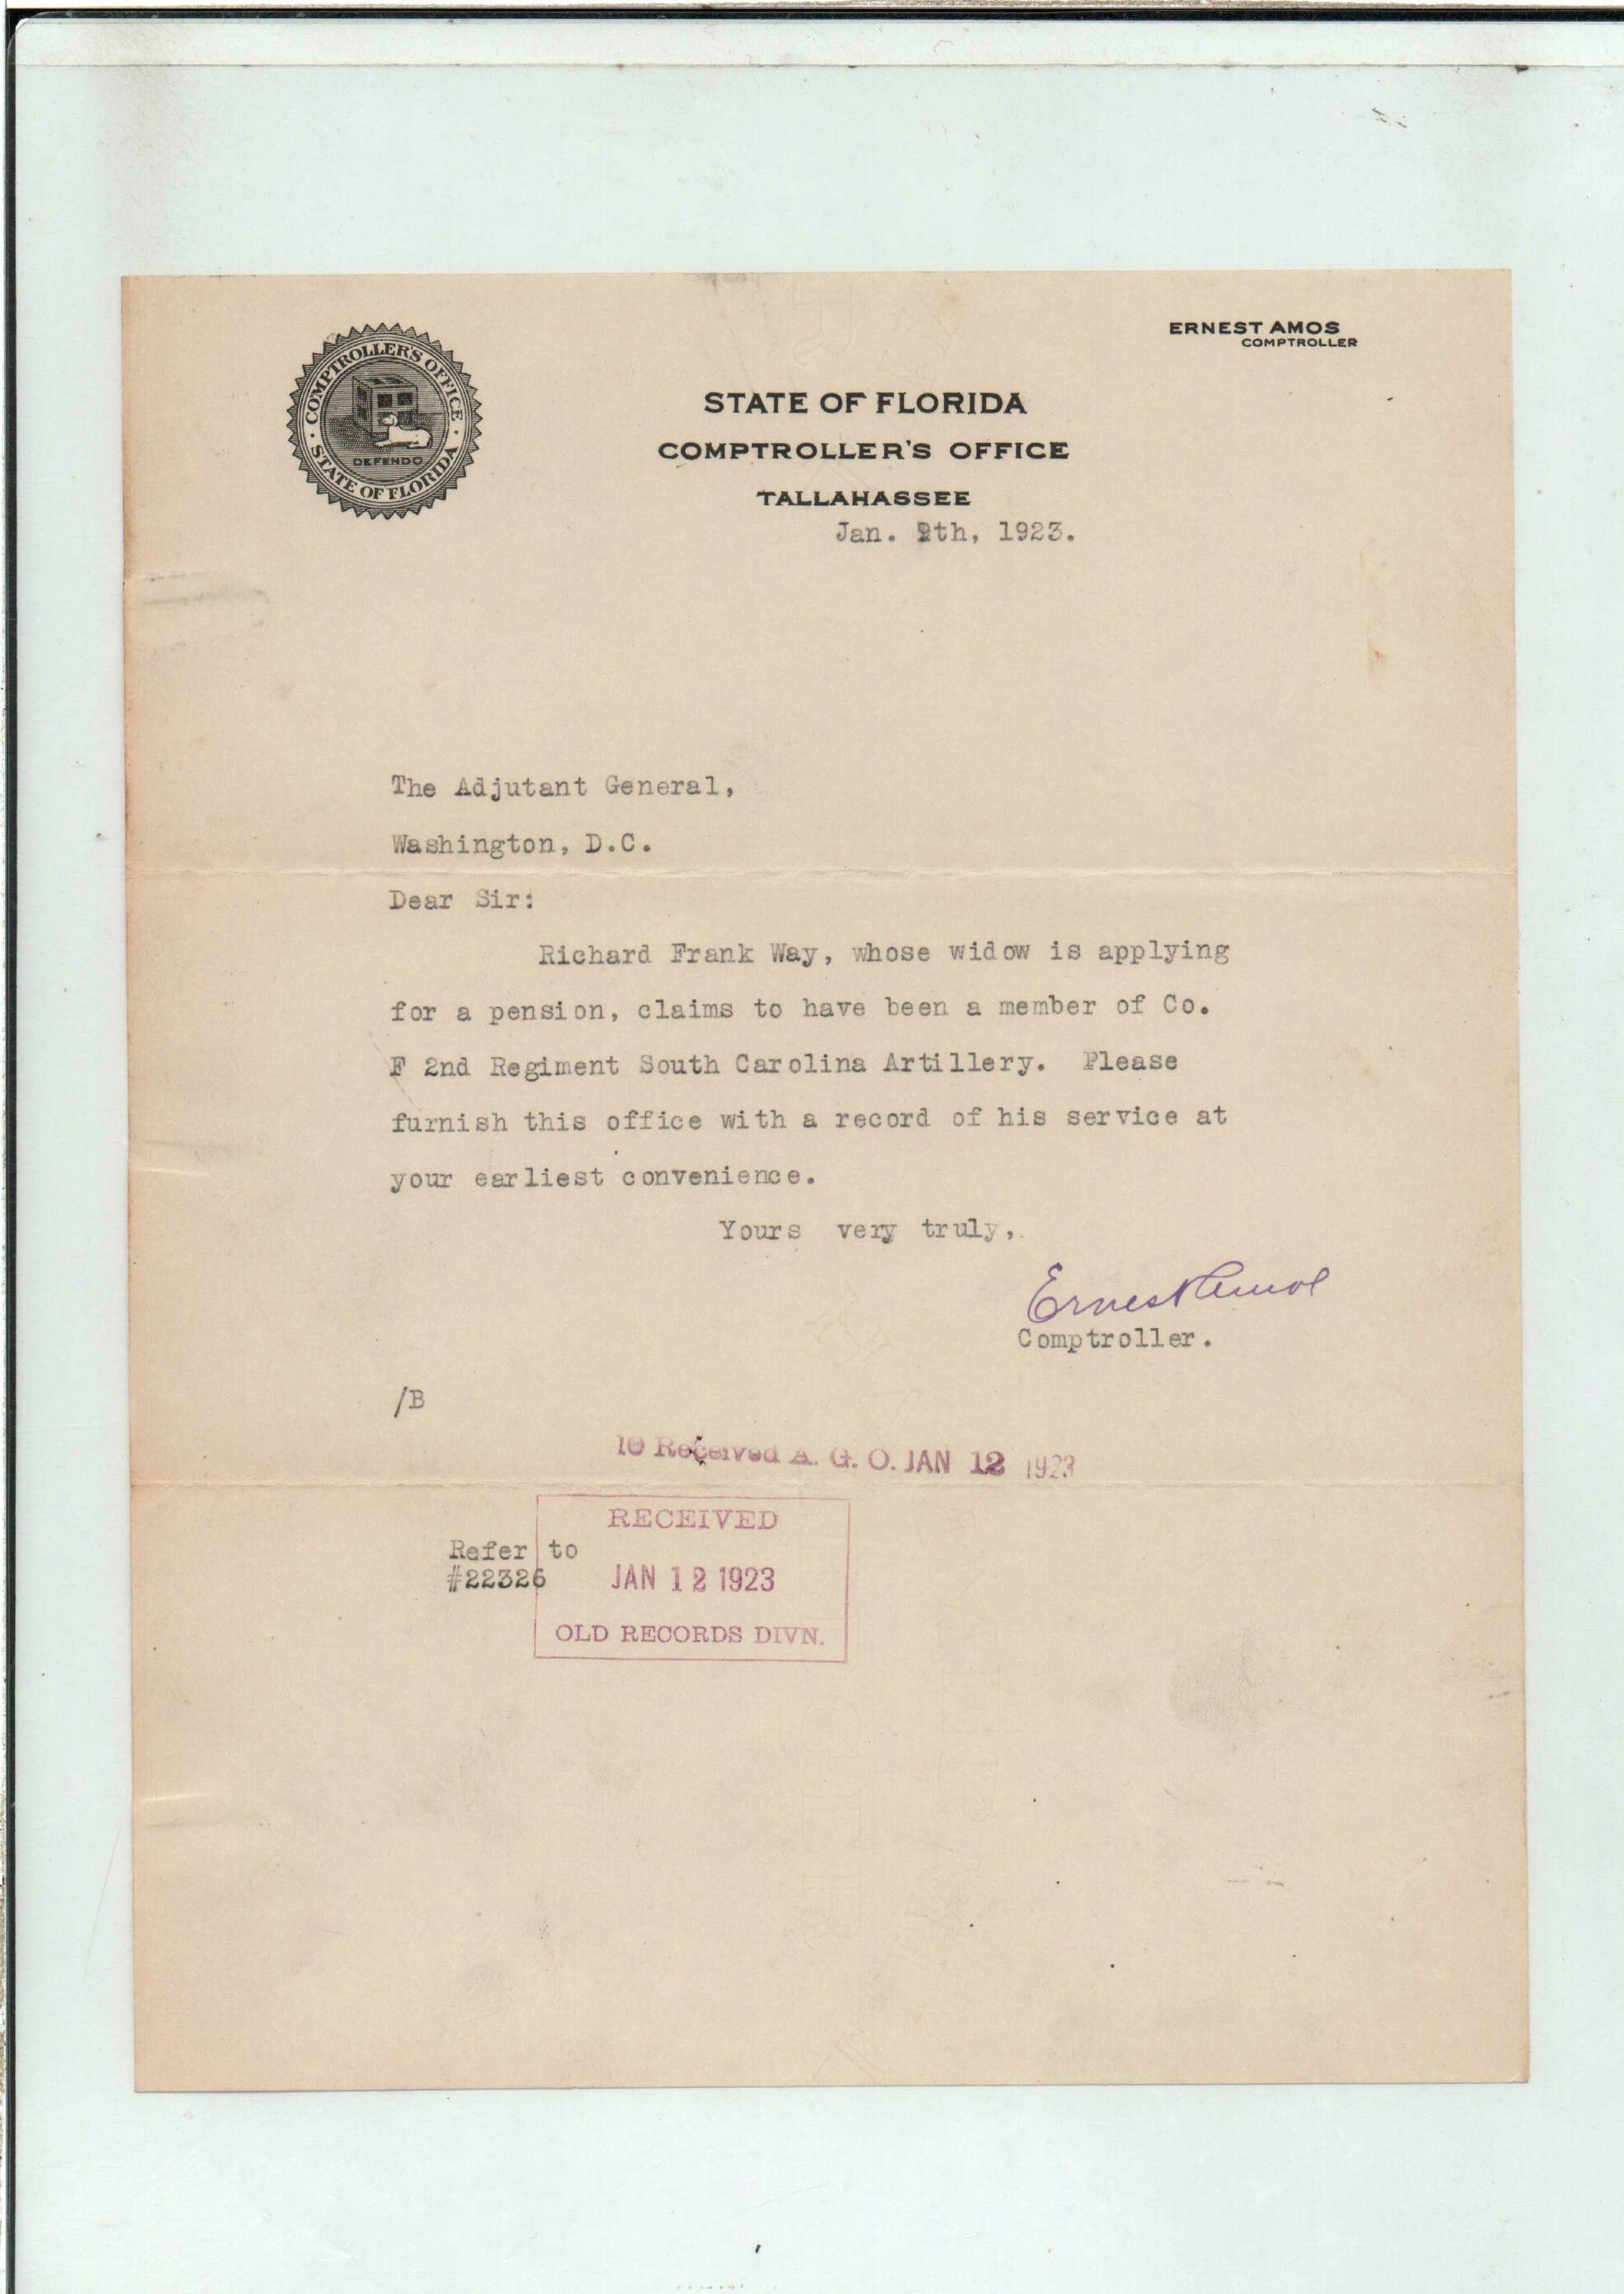 ERNEST AMOS
COMPTROLLER
COMPTROLLER'S OFFICE · STATE OF FLORIDA ·
DEFENDO
STATE OF FLORIDA
COMPTROLLER'S OFFICE
TALLAHASSEE
Jan. 9th, 1923.
The Adjutant General,
Washington, D.C.
Dear Sir:
Richard Frank Way, whose widow is applying
for a pension, claims to have been a member of Co.
F 2nd Regiment South Carolina Artillery. Please
furnish this office with a record of his service at
your earliest convenience.
Yours very truly,
Ernest Amos
Comptroller.
/B
10 Received A. G. O. JAN 12 1923
RECEIVED
Refer to
#22326
JAN 12 1923
OLD RECORDS DIVN.